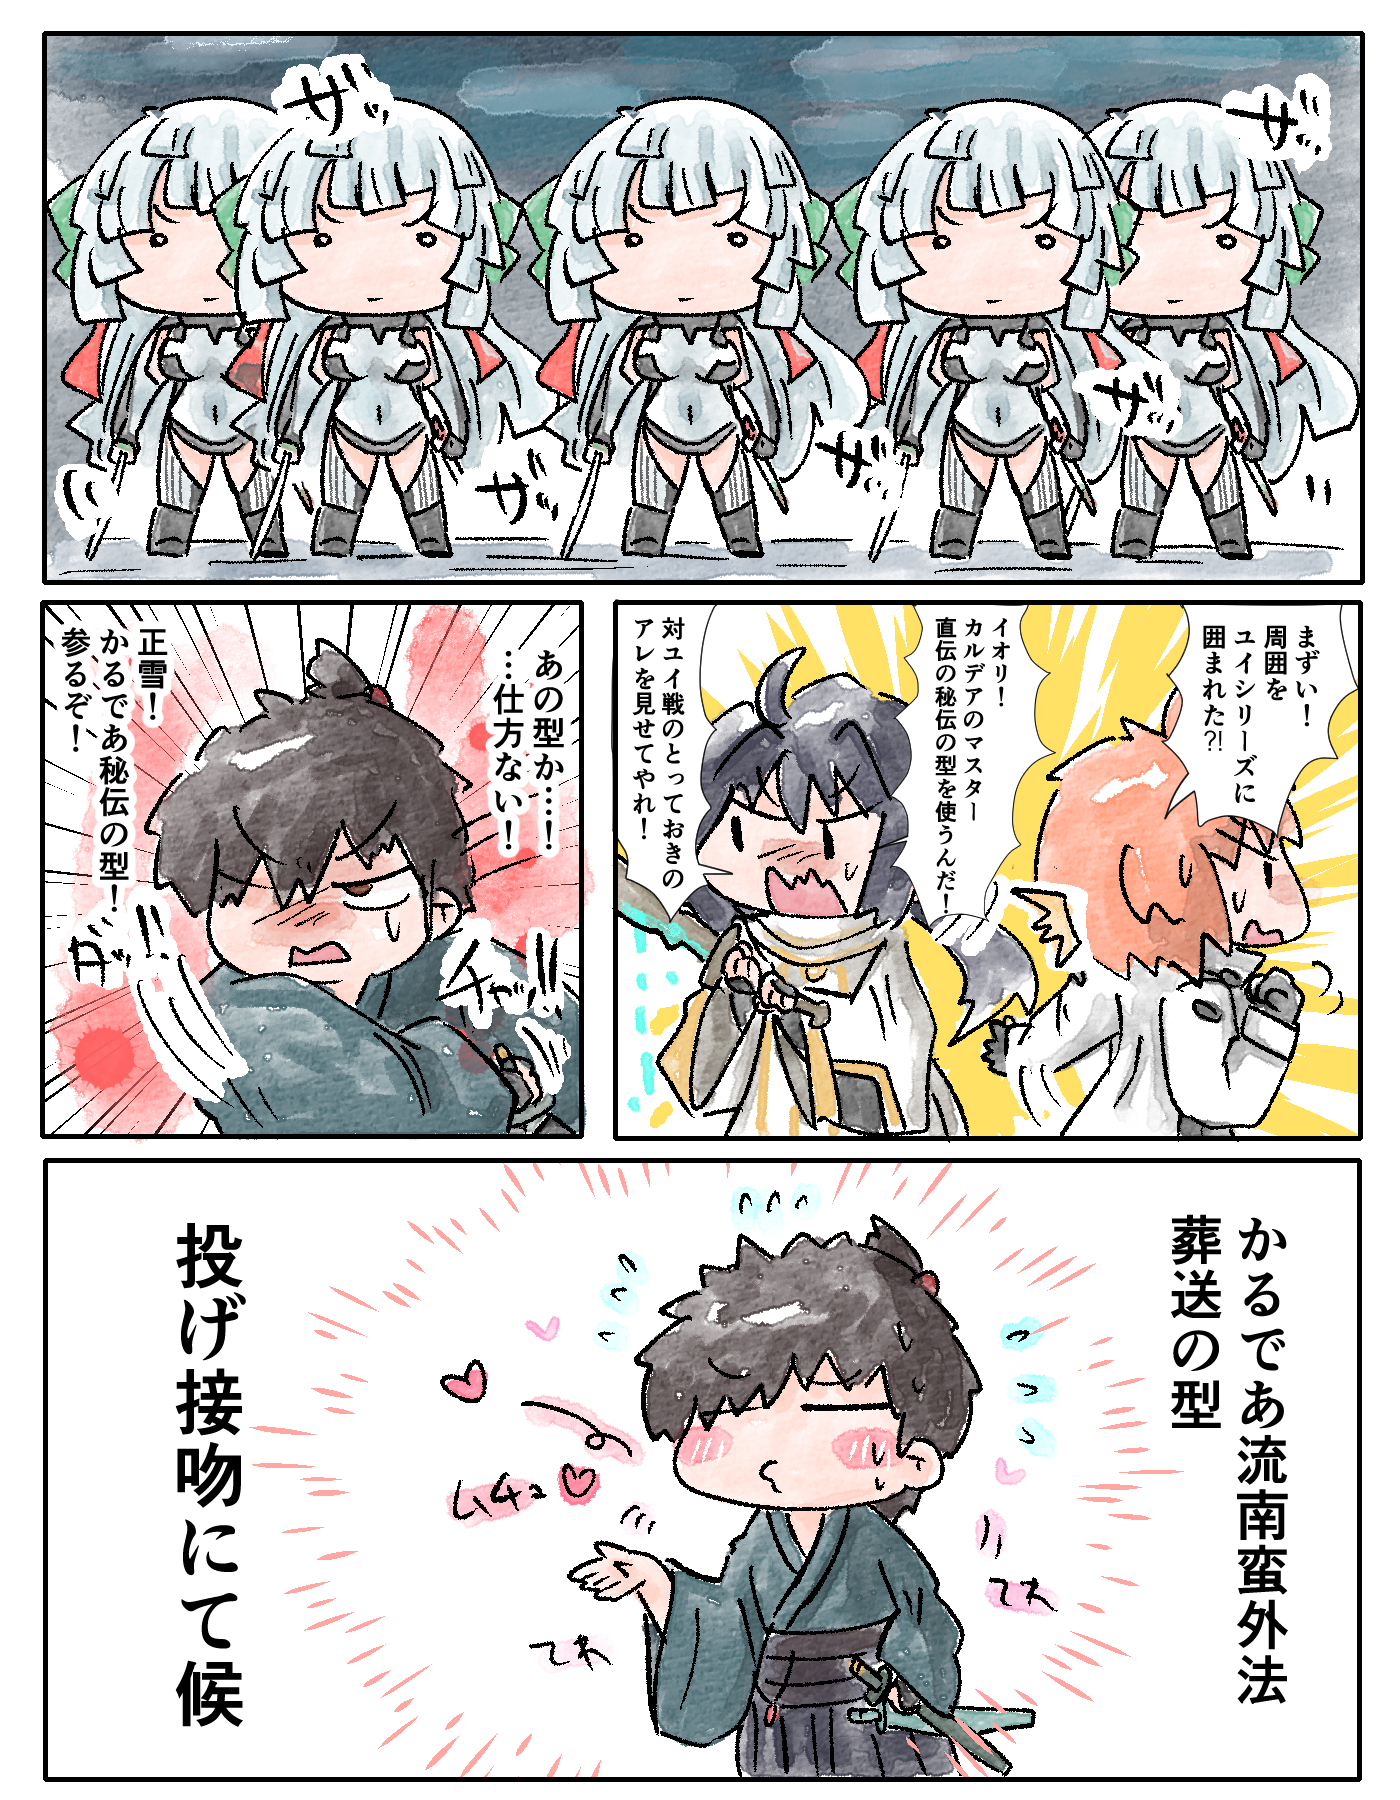 ザッ
ザッ
ザッ
ザッ
ザッ
まずい！
周囲を
ユイシリーズに
囲まれた?!
イオリ！
カルデアのマスター
直伝の秘伝の型を使うんだ！
対ユイ戦のとっておきの
アレを見せてやれ！
あの型か…！
…仕方ない！
チャッ!!
正雪！
かるであ秘伝の型！
参るぞ！
ダッ!!
かるであ流南蛮外法
葬送の型
ムチュ♡
てれ
てれ
投げ接吻にて候